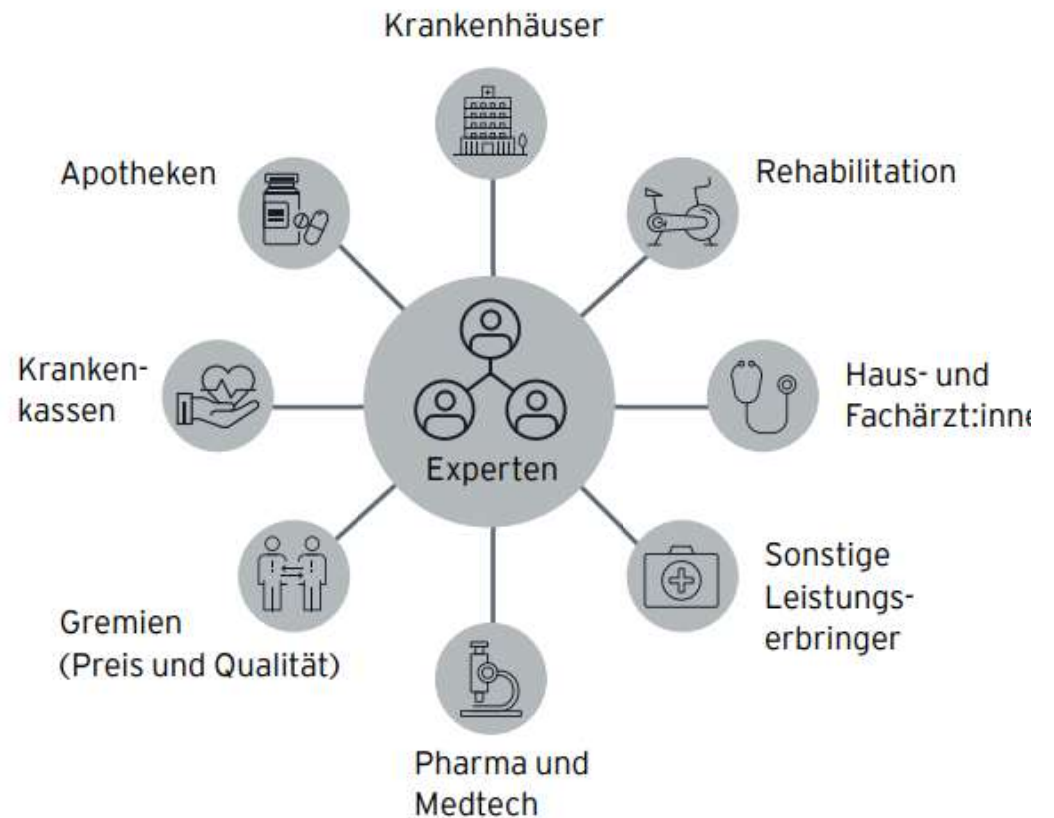 Krankenhäuser
Apotheken
Rehabilitation
Kranken-
kassen
Haus- und
Fachärzt:inne
Experten
Gremien
(Preis und Qualität)
Sonstige
Leistungs-
erbringer
Pharma und
Medtech